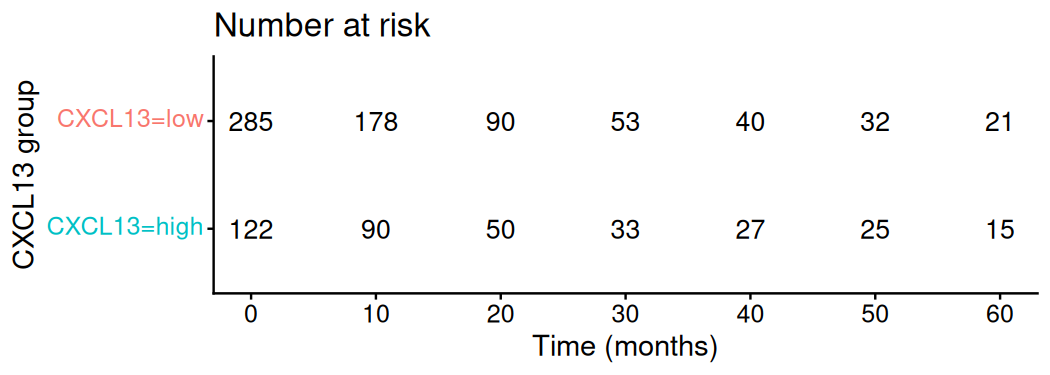 Number at risk
CXCL13 group
CXCL13=low 285 178 90 53 40 32 21
CXCL13=high 122 90 50 33 27 25 15
0 10 20 30 40 50 60
Time (months)